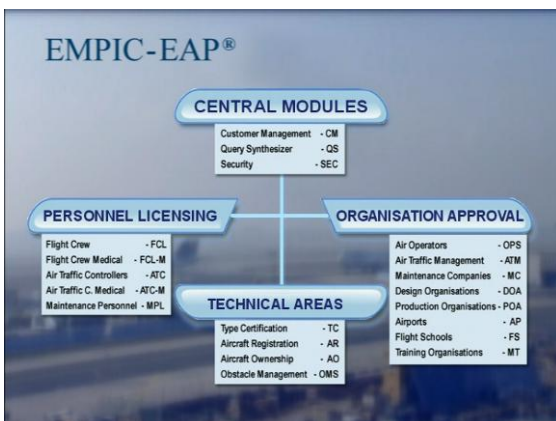 EMPIC-EAP®
CENTRAL MODULES
Customer Management - CM
Query Synthesizer - QS
Security - SEC
PERSONNEL LICENSING
Flight Crew - FCL
Flight Crew Medical - FCL-M
Air Traffic Controllers - ATC
Air Traffic C. Medical - ATC-M
Maintenance Personnel - MPL
ORGANISATION APPROVAL
Air Operators - OPS
Air Traffic Management - ATM
Maintenance Companies - MC
Design Organisations - DOA
Production Organisations - POA
Airports - AP
Flight Schools - FS
Training Organisations - MT
TECHNICAL AREAS
Type Certification - TC
Aircraft Registration - AR
Aircraft Ownership - AO
Obstacle Management - OMS